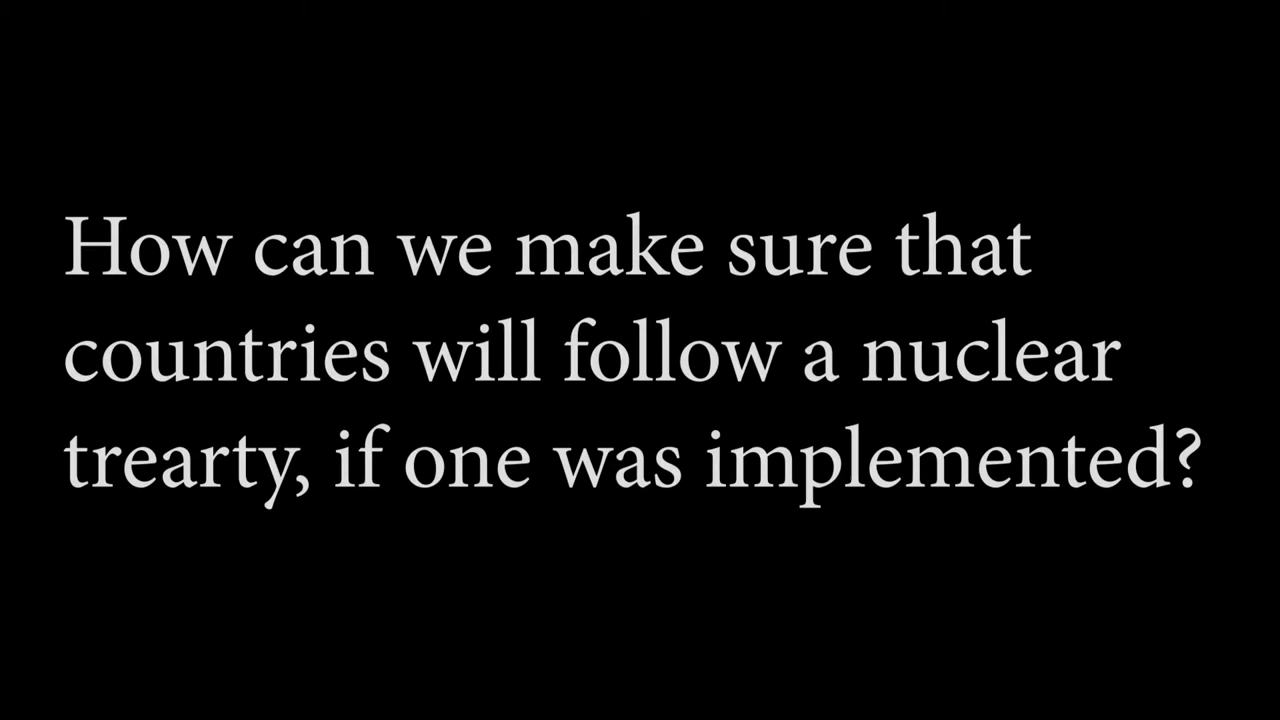 How can we make sure that
countries will follow a nuclear
trearty, if one was implemented?